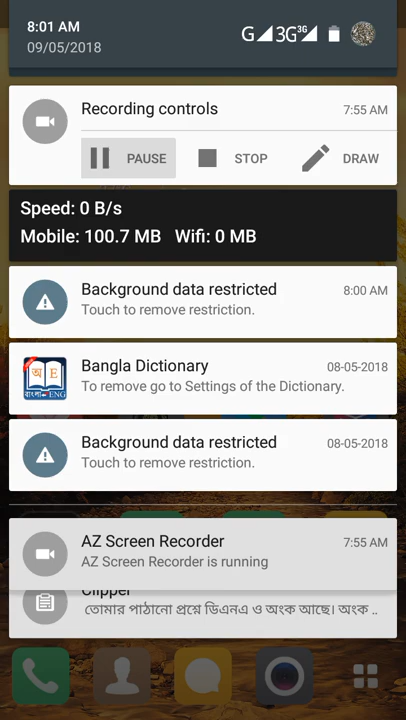 8:01 AM
09/05/2018
G 3G 3G
Recording controls 7:55 AM
PAUSE STOP DRAW
Speed: 0 B/s
Mobile: 100.7 MB Wifi: 0 MB
Background data restricted 8:00 AM
Touch to remove restriction.
অ E
বাংলা ENG
Bangla Dictionary 08-05-2018
To remove go to Settings of the Dictionary.
Background data restricted 08-05-2018
Touch to remove restriction.
AZ Screen Recorder 7:55 AM
AZ Screen Recorder is running
Clipper
তোমার পাঠানো প্রশ্নে ডিএনএ ও অংক আছে। অংক ..